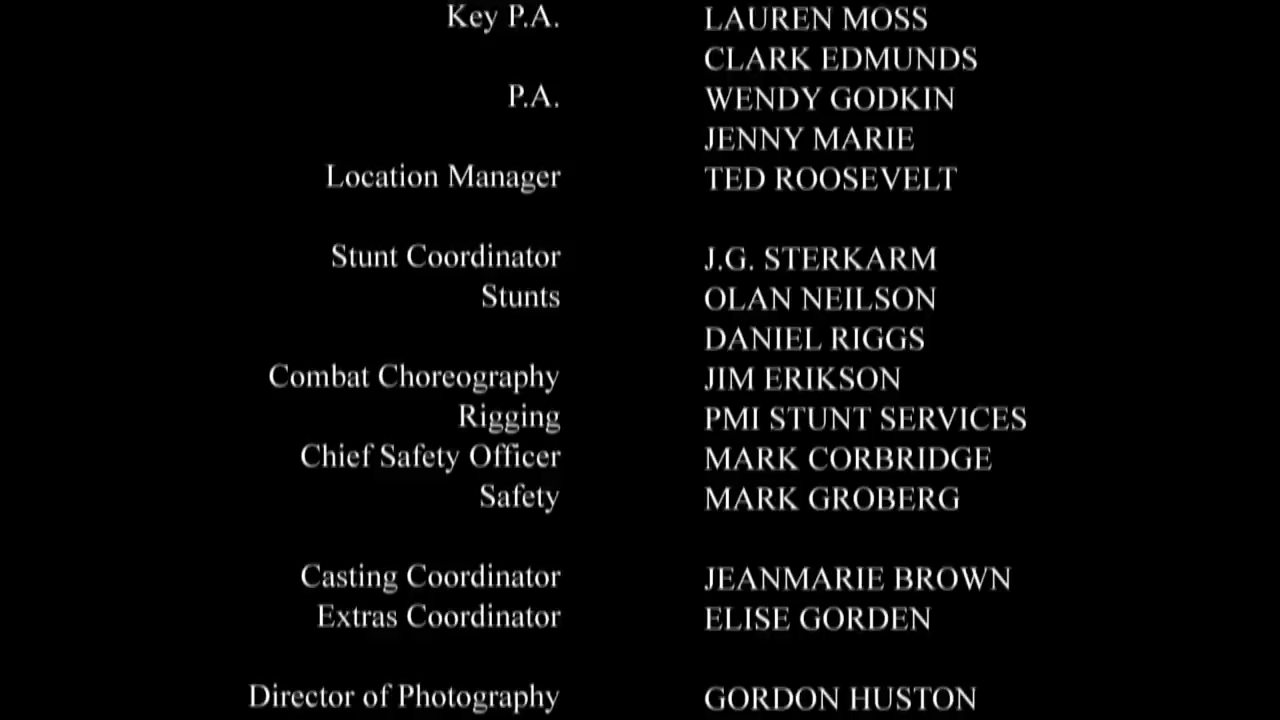 Key P.A. LAUREN MOSS
CLARK EDMUNDS
P.A. WENDY GODKIN
JENNY MARIE
Location Manager TED ROOSEVELT
Stunt Coordinator J.G. STERKARM
Stunts OLAN NEILSON
DANIEL RIGGS
Combat Choreography JIM ERIKSON
Rigging PMI STUNT SERVICES
Chief Safety Officer MARK CORBRIDGE
Safety MARK GROBERG
Casting Coordinator JEANMARIE BROWN
Extras Coordinator ELISE GORDEN
Director of Photography GORDON HUSTON